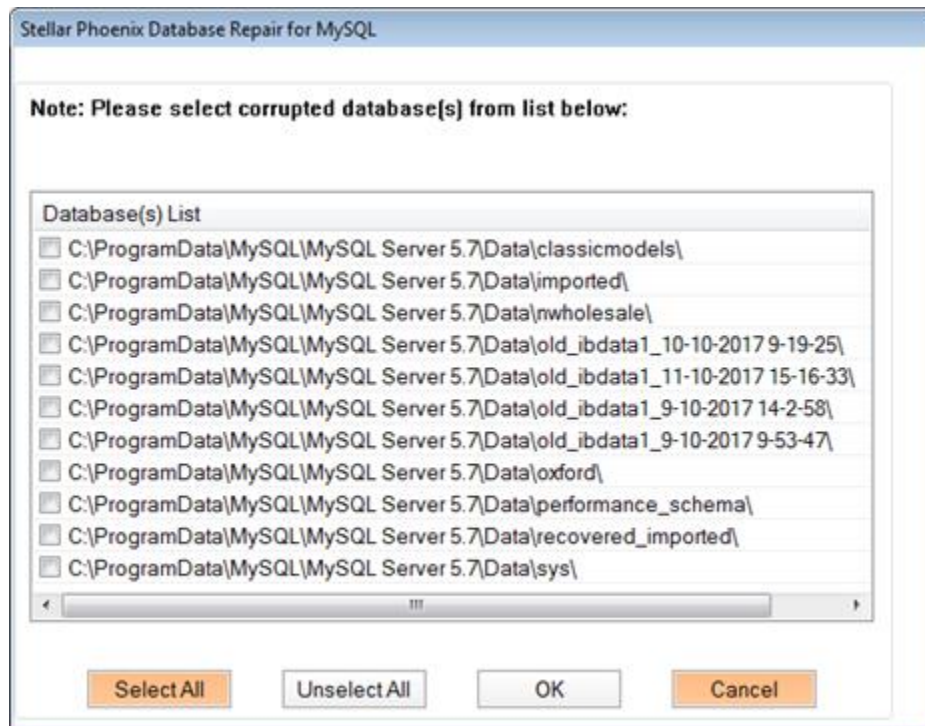 Stellar Phoenix Database Repair for MySQL
Note: Please select corrupted database(s) from list below:
Database(s) List
C:\ProgramData\MySQL\MySQL Server 5.7\Data\classicmodels\
C:\ProgramData\MySQL\MySQL Server 5.7\Data\imported\
C:\ProgramData\MySQL\MySQL Server 5.7\Data\nwholesale\
C:\ProgramData\MySQL\MySQL Server 5.7\Data\old_ibdata1_10-10-2017 9-19-25\
C:\ProgramData\MySQL\MySQL Server 5.7\Data\old_ibdata1_11-10-2017 15-16-33\
C:\ProgramData\MySQL\MySQL Server 5.7\Data\old_ibdata1_9-10-2017 14-2-58\
C:\ProgramData\MySQL\MySQL Server 5.7\Data\old_ibdata1_9-10-2017 9-53-47\
C:\ProgramData\MySQL\MySQL Server 5.7\Data\oxford\
C:\ProgramData\MySQL\MySQL Server 5.7\Data\performance_schema\
C:\ProgramData\MySQL\MySQL Server 5.7\Data\recovered_imported\
C:\ProgramData\MySQL\MySQL Server 5.7\Data\sys\
Select All Unselect All OK Cancel